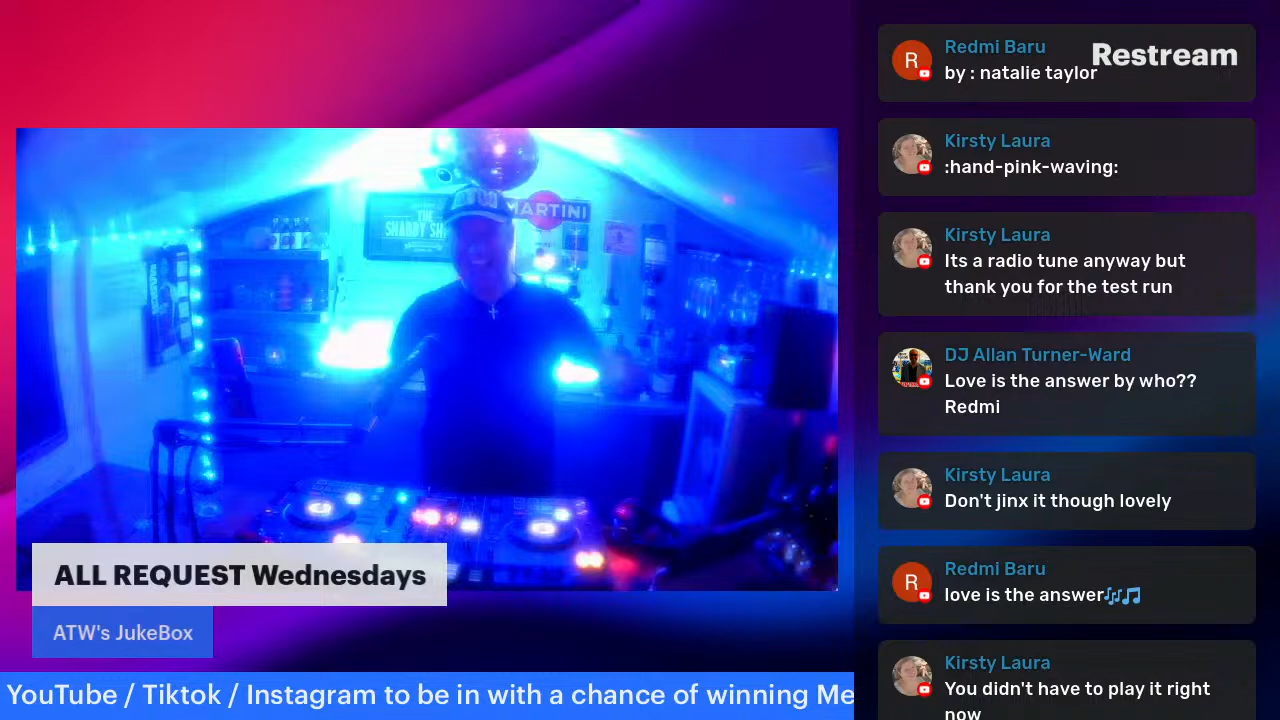 MARTINI
THE
SHABBY
ALL REQUEST Wednesdays
ATW's JukeBox
YouTube / Tiktok / Instagram to be in with a chance of winning Me
Restream
Redmi Baru
by : natalie taylor
Kirsty Laura
:hand-pink-waving:
Kirsty Laura
Its a radio tune anyway but
thank you for the test run
DJ Allan Turner-Ward
Love is the answer by who??
Redmi
Kirsty Laura
Don't jinx it though lovely
R
Redmi Baru
love is the answer🎶🎵
Kirsty Laura
You didn't have to play it right
now